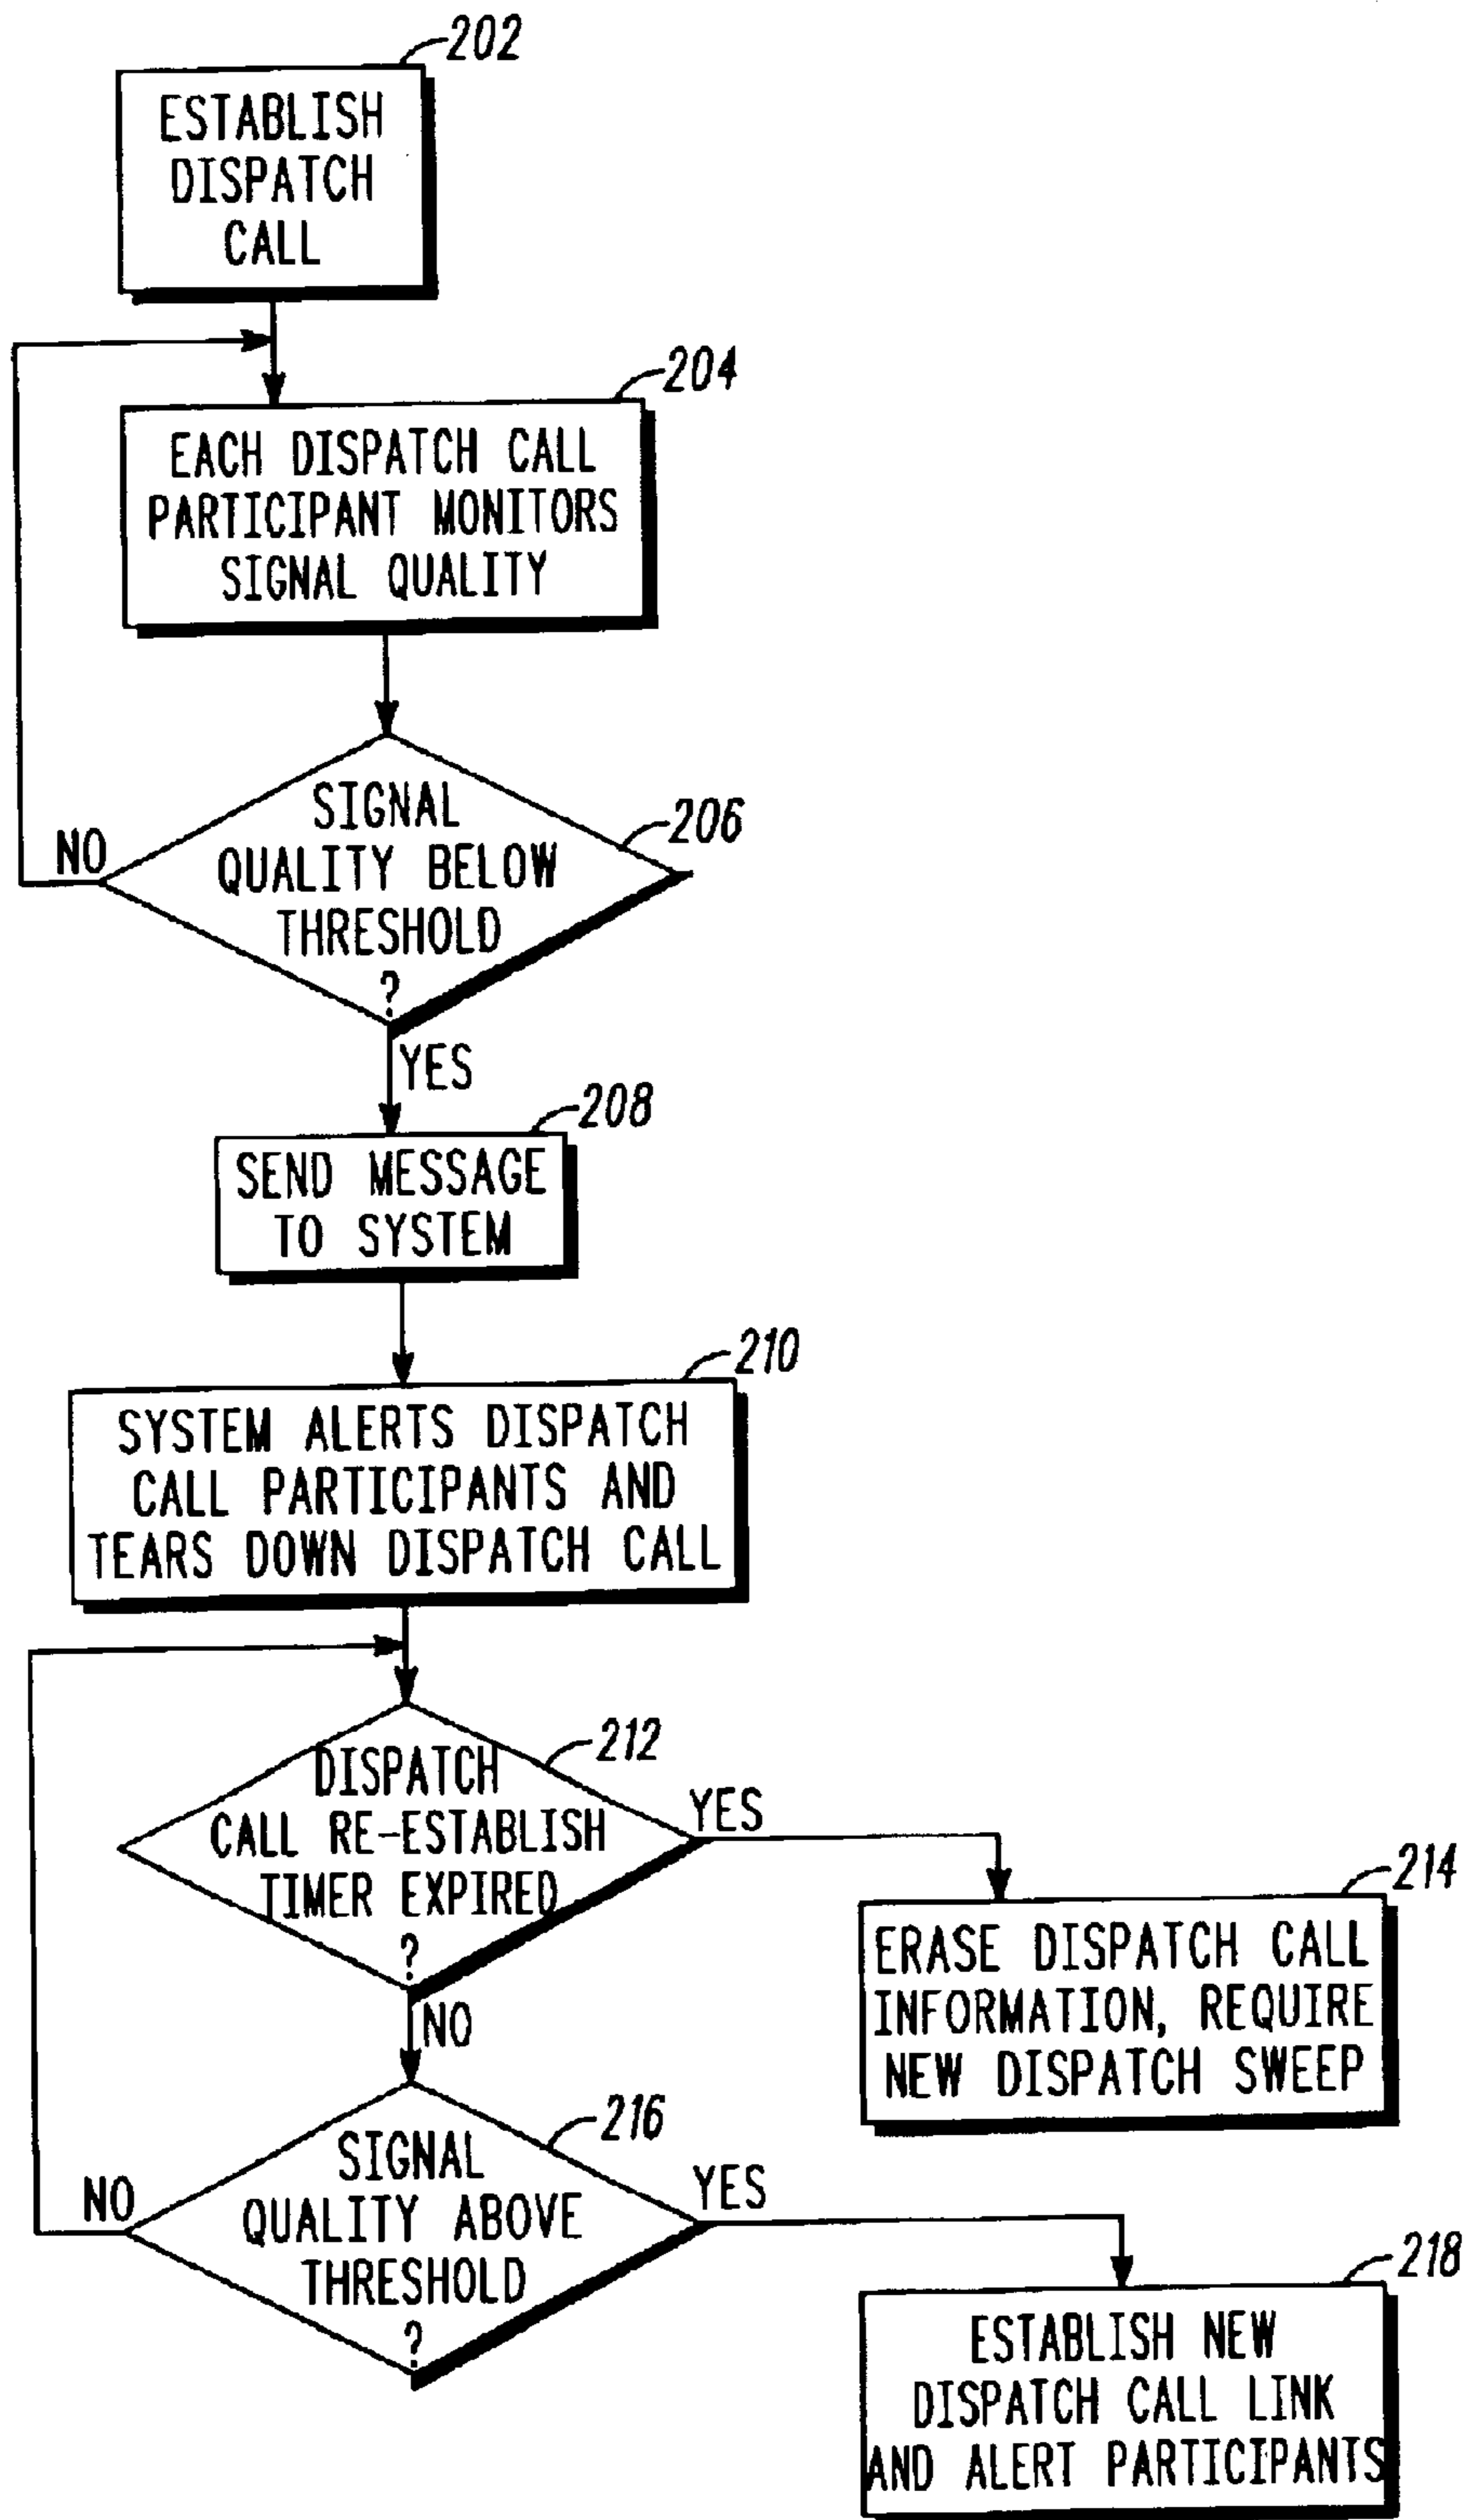 202
ESTABLISH
DISPATCH
CALL
204
EACH DISPATCH CALL
PARTICIPANT MONITORS
SIGNAL QUALITY
206
SIGNAL
QUALITY BELOW
THRESHOLD
?
NO
YES
208
SEND MESSAGE
TO SYSTEM
210
SYSTEM ALERTS DISPATCH
CALL PARTICIPANTS AND
TEARS DOWN DISPATCH CALL
212
DISPATCH
CALL RE-ESTABLISH
TIMER EXPIRED
?
YES
NO
214
ERASE DISPATCH CALL
INFORMATION, REQUIRE
NEW DISPATCH SWEEP
216
SIGNAL
QUALITY ABOVE
THRESHOLD
?
NO
YES
218
ESTABLISH NEW
DISPATCH CALL LINK
AND ALERT PARTICIPANTS